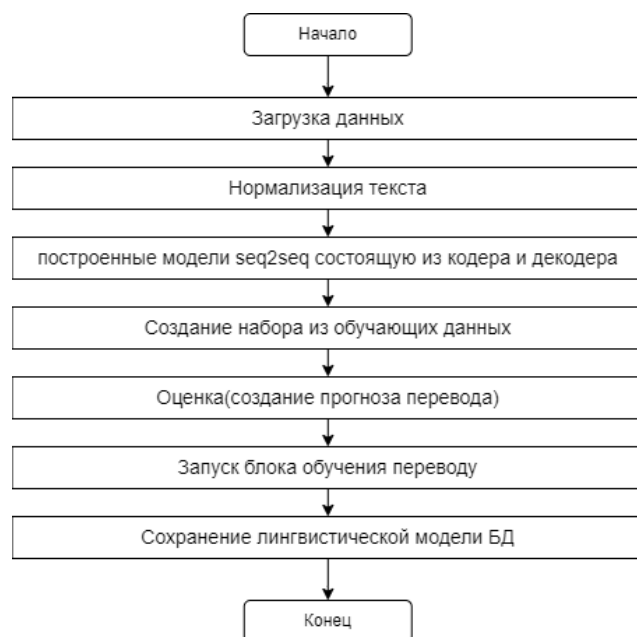 Начало
Загрузка данных
Нормализация текста
построенные модели seq2seq состоящую из кодера и декодера
Создание набора из обучающих данных
Оценка(создание прогноза перевода)
Запуск блока обучения переводу
Сохранение лингвистической модели БД
Конец